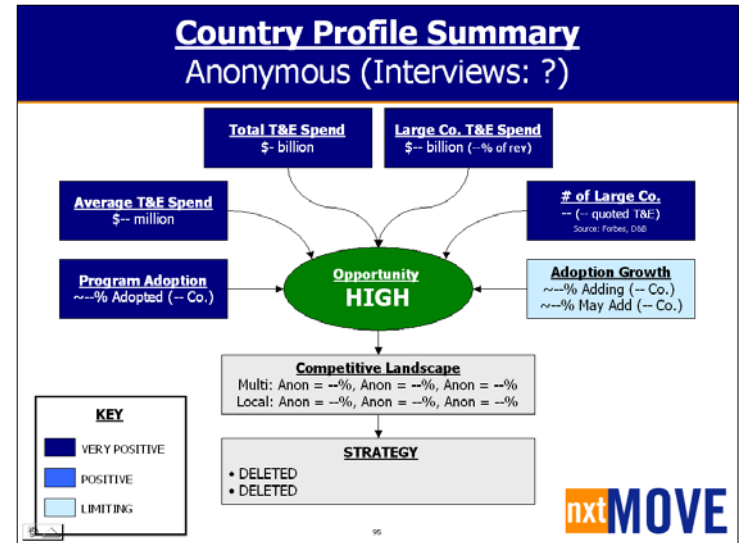 Country Profile Summary
Anonymous (Interviews: ?)
Total T&E Spend
$- billion
Large Co. T&E Spend
$-- billion (--% of rev)
Average T&E Spend
$-- million
# of Large Co.
-- (-- quoted T&E)
Source: Forbes, D&B
Program Adoption
~--% Adopted (-- Co.)
Opportunity
HIGH
Adoption Growth
~--% Adding (-- Co.)
~--% May Add (-- Co.)
Competitive Landscape
Multi: Anon = --%, Anon = --%, Anon = --%
Local: Anon = --%, Anon = --%, Anon = --%
KEY
VERY POSITIVE
POSITIVE
LIMITING
STRATEGY
• DELETED
• DELETED
95
nxtMOVE